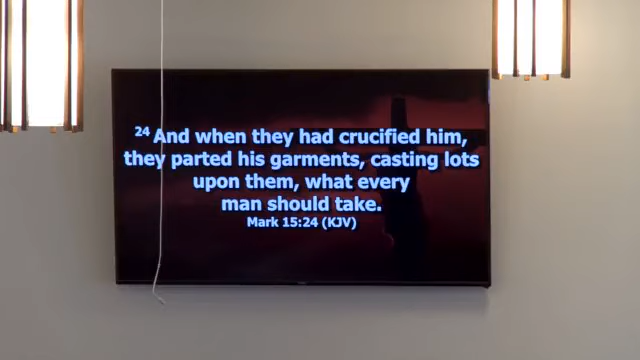 24 And when they had crucified him,
they parted his garments, casting lots
upon them, what every
man should take.
Mark 15:24 (KJV)